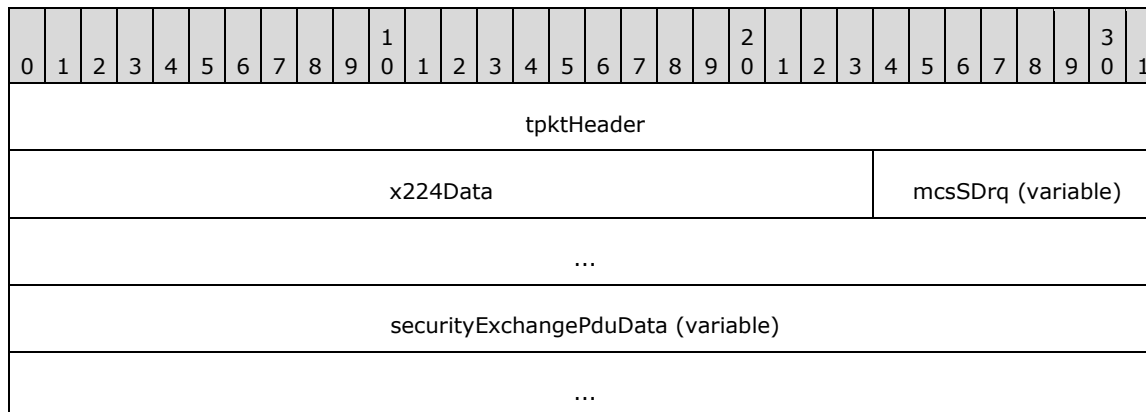 1 2 3
0 1 2 3 4 5 6 7 8 9 0 1 2 3 4 5 6 7 8 9 0 1 2 3 4 5 6 7 8 9 0 1
tpktHeader
x224Data mcsSDrq (variable)
...
securityExchangePduData (variable)
...